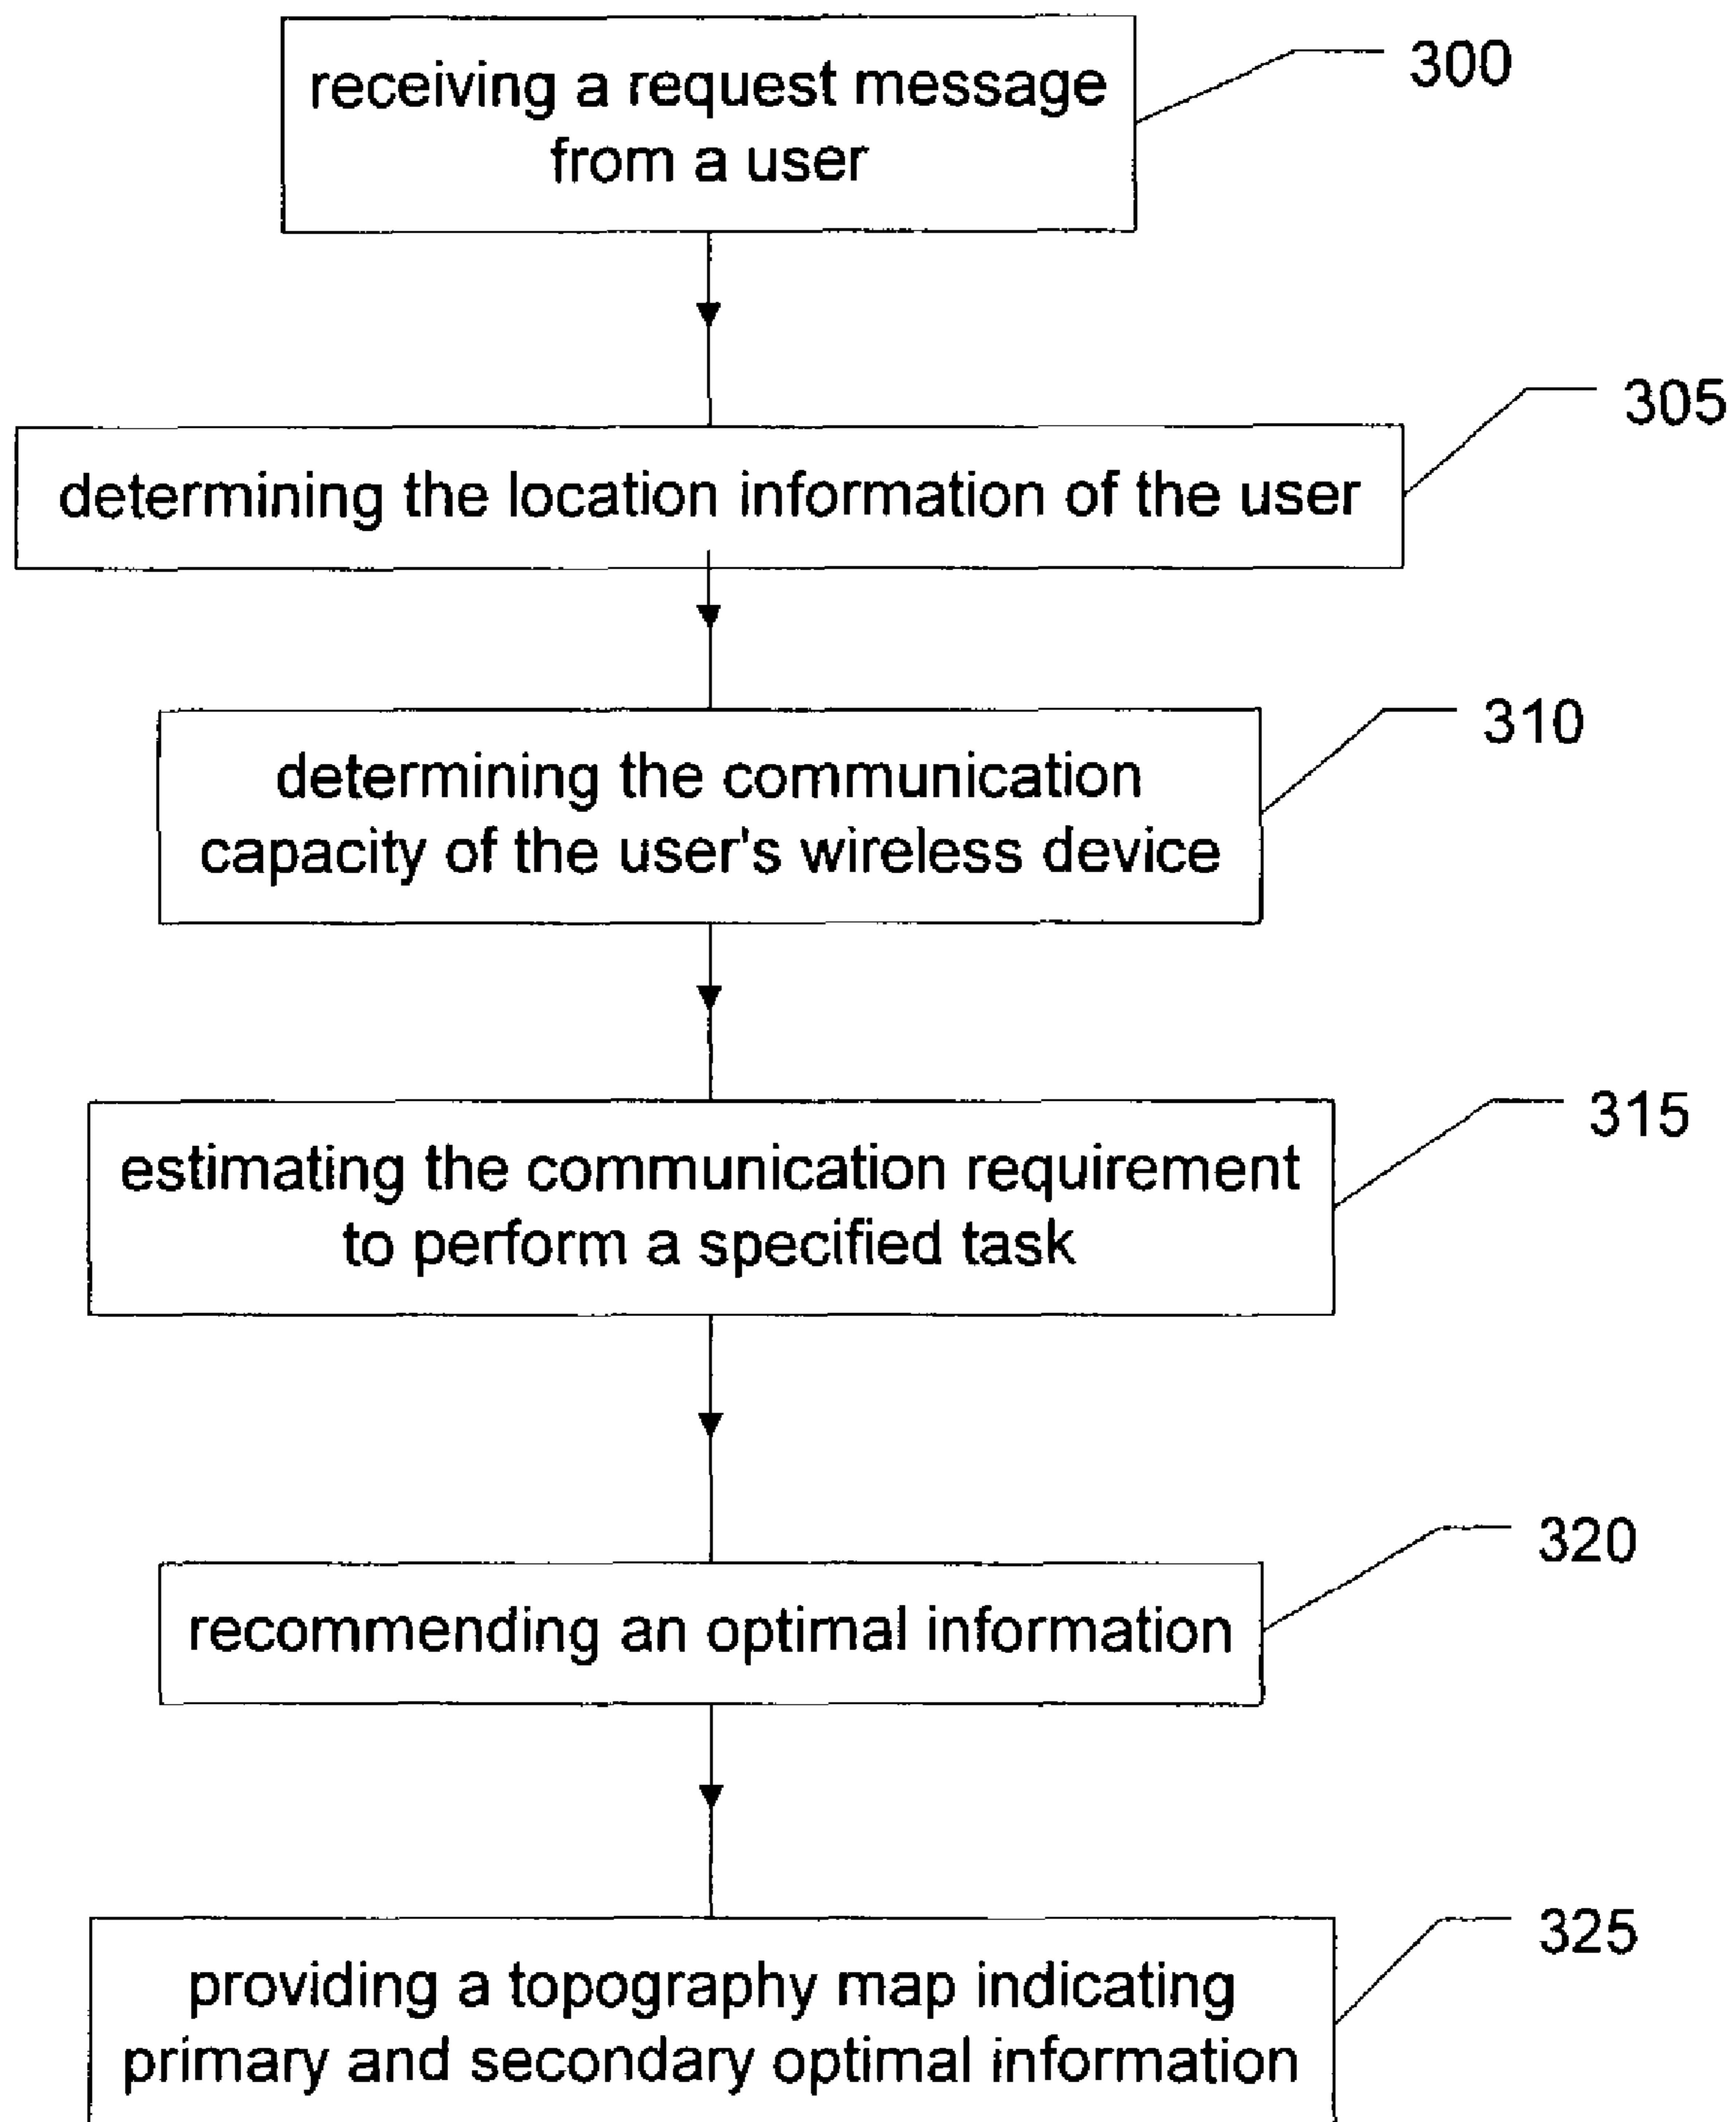 receiving a request message
from a user
300
determining the location information of the user
305
determining the communication
capacity of the user's wireless device
310
estimating the communication requirement
to perform a specified task
315
recommending an optimal information
320
providing a topography map indicating
primary and secondary optimal information
325